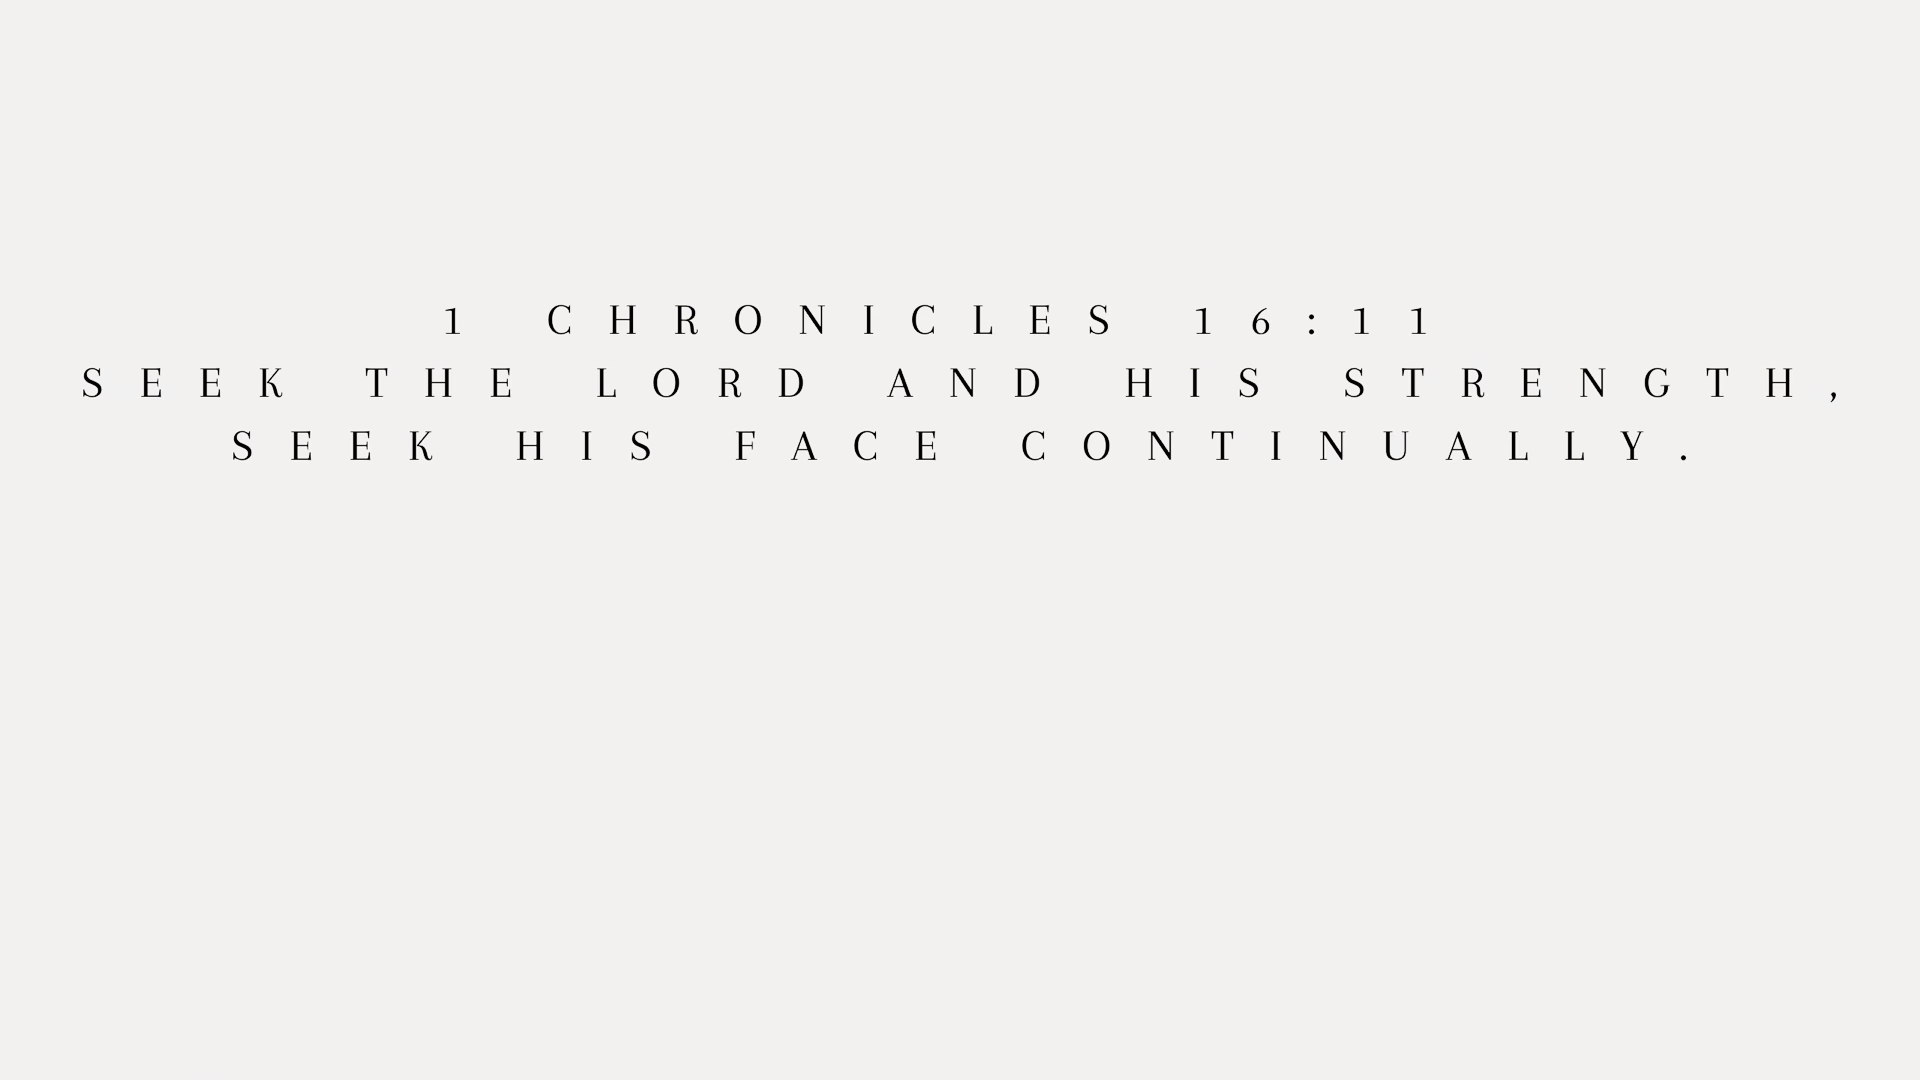 1 CHRONICLES 16:11
SEEK THE LORD AND HIS STRENGTH,
SEEK HIS FACE CONTINUALLY.